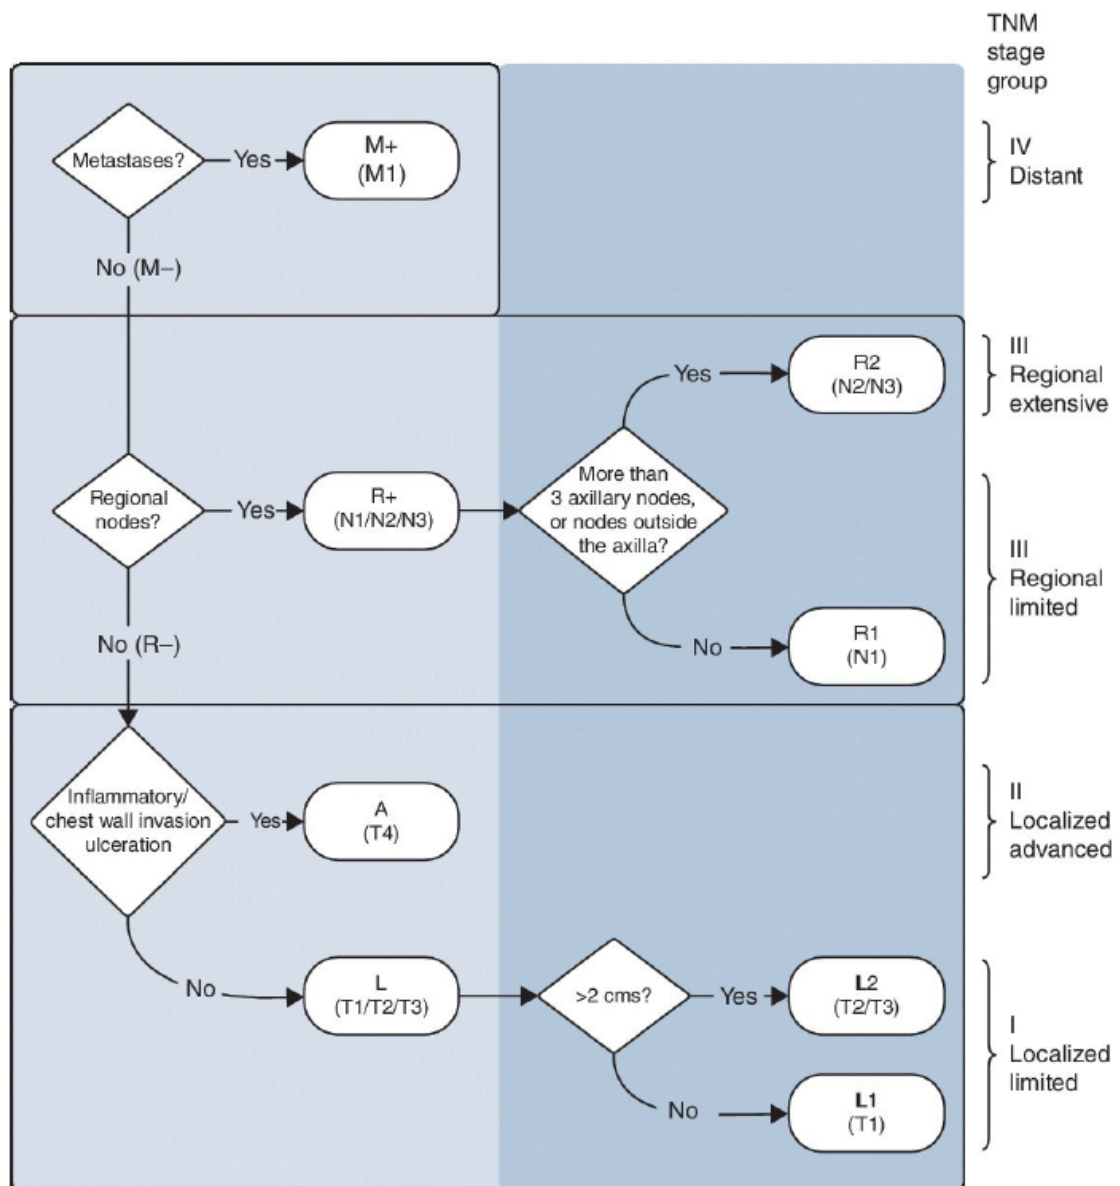 TNM
stage
group
Metastases?
Yes
M+
(M1)
IV
Distant
No (M–)
Regional
nodes?
Yes
R+
(N1/N2/N3)
More than
3 axillary nodes,
or nodes outside
the axilla?
Yes
R2
(N2/N3)
III
Regional
extensive
No
R1
(N1)
III
Regional
limited
No (R–)
Inflammatory/
chest wall invasion
ulceration
Yes
A
(T4)
II
Localized
advanced
No
L
(T1/T2/T3)
>2 cms?
Yes
L2
(T2/T3)
No
L1
(T1)
I
Localized
limited